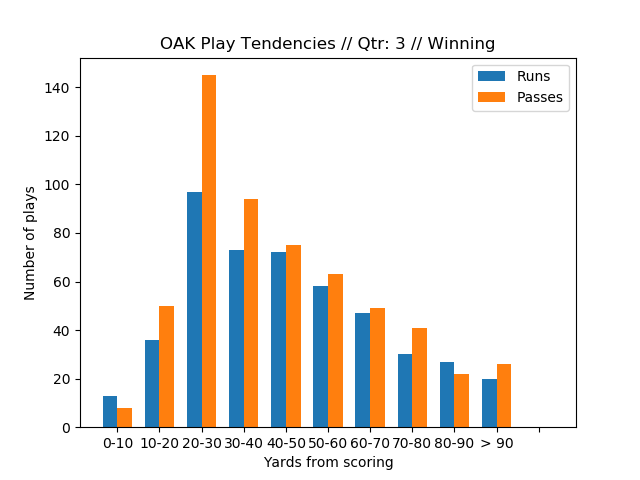 OAK Play Tendencies // Qtr: 3 // Winning
Runs
Passes
Number of plays
140
120
100
80
60
40
20
0
0-10 10-20 20-30 30-40 40-50 50-60 60-70 70-80 80-90 > 90
Yards from scoring